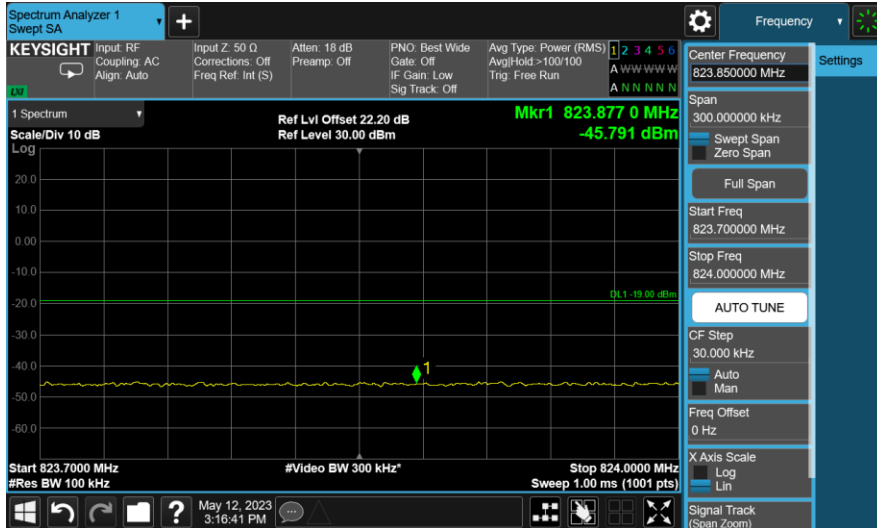 Spectrum Analyzer 1
Swept SA
Frequency
KEYSIGHT
Input: RF
Coupling: AC
Align: Auto
Input Z: 50 Ω
Corrections: Off
Freq Ref: Int (S)
Atten: 18 dB
Preamp: Off
PNO: Best Wide
Gate: Off
IF Gain: Low
Sig Track: Off
Avg Type: Power (RMS)
Avg|Hold:>100/100
Trig: Free Run
1 2 3 4 5 6
A W W W W W
A N N N N N
LXI
1 Spectrum
Scale/Div 10 dB
Log
Ref Lvl Offset 22.20 dB
Ref Level 30.00 dBm
Mkr1 823.877 0 MHz
-45.791 dBm
20.0
10.0
0.00
-10.0
DL1 -19.00 dBm
-20.0
-30.0
-40.0
1
-50.0
-60.0
Start 823.7000 MHz
#Video BW 300 kHz*
Stop 824.0000 MHz
#Res BW 100 kHz
Sweep 1.00 ms (1001 pts)
?
May 12, 2023
3:16:41 PM
Center Frequency
823.850000 MHz
Settings
Span
300.000000 kHz
Swept Span
Zero Span
Full Span
Start Freq
823.700000 MHz
Stop Freq
824.000000 MHz
AUTO TUNE
CF Step
30.000 kHz
Auto
Man
Freq Offset
0 Hz
X Axis Scale
Log
Lin
Signal Track
(Span Zoom)